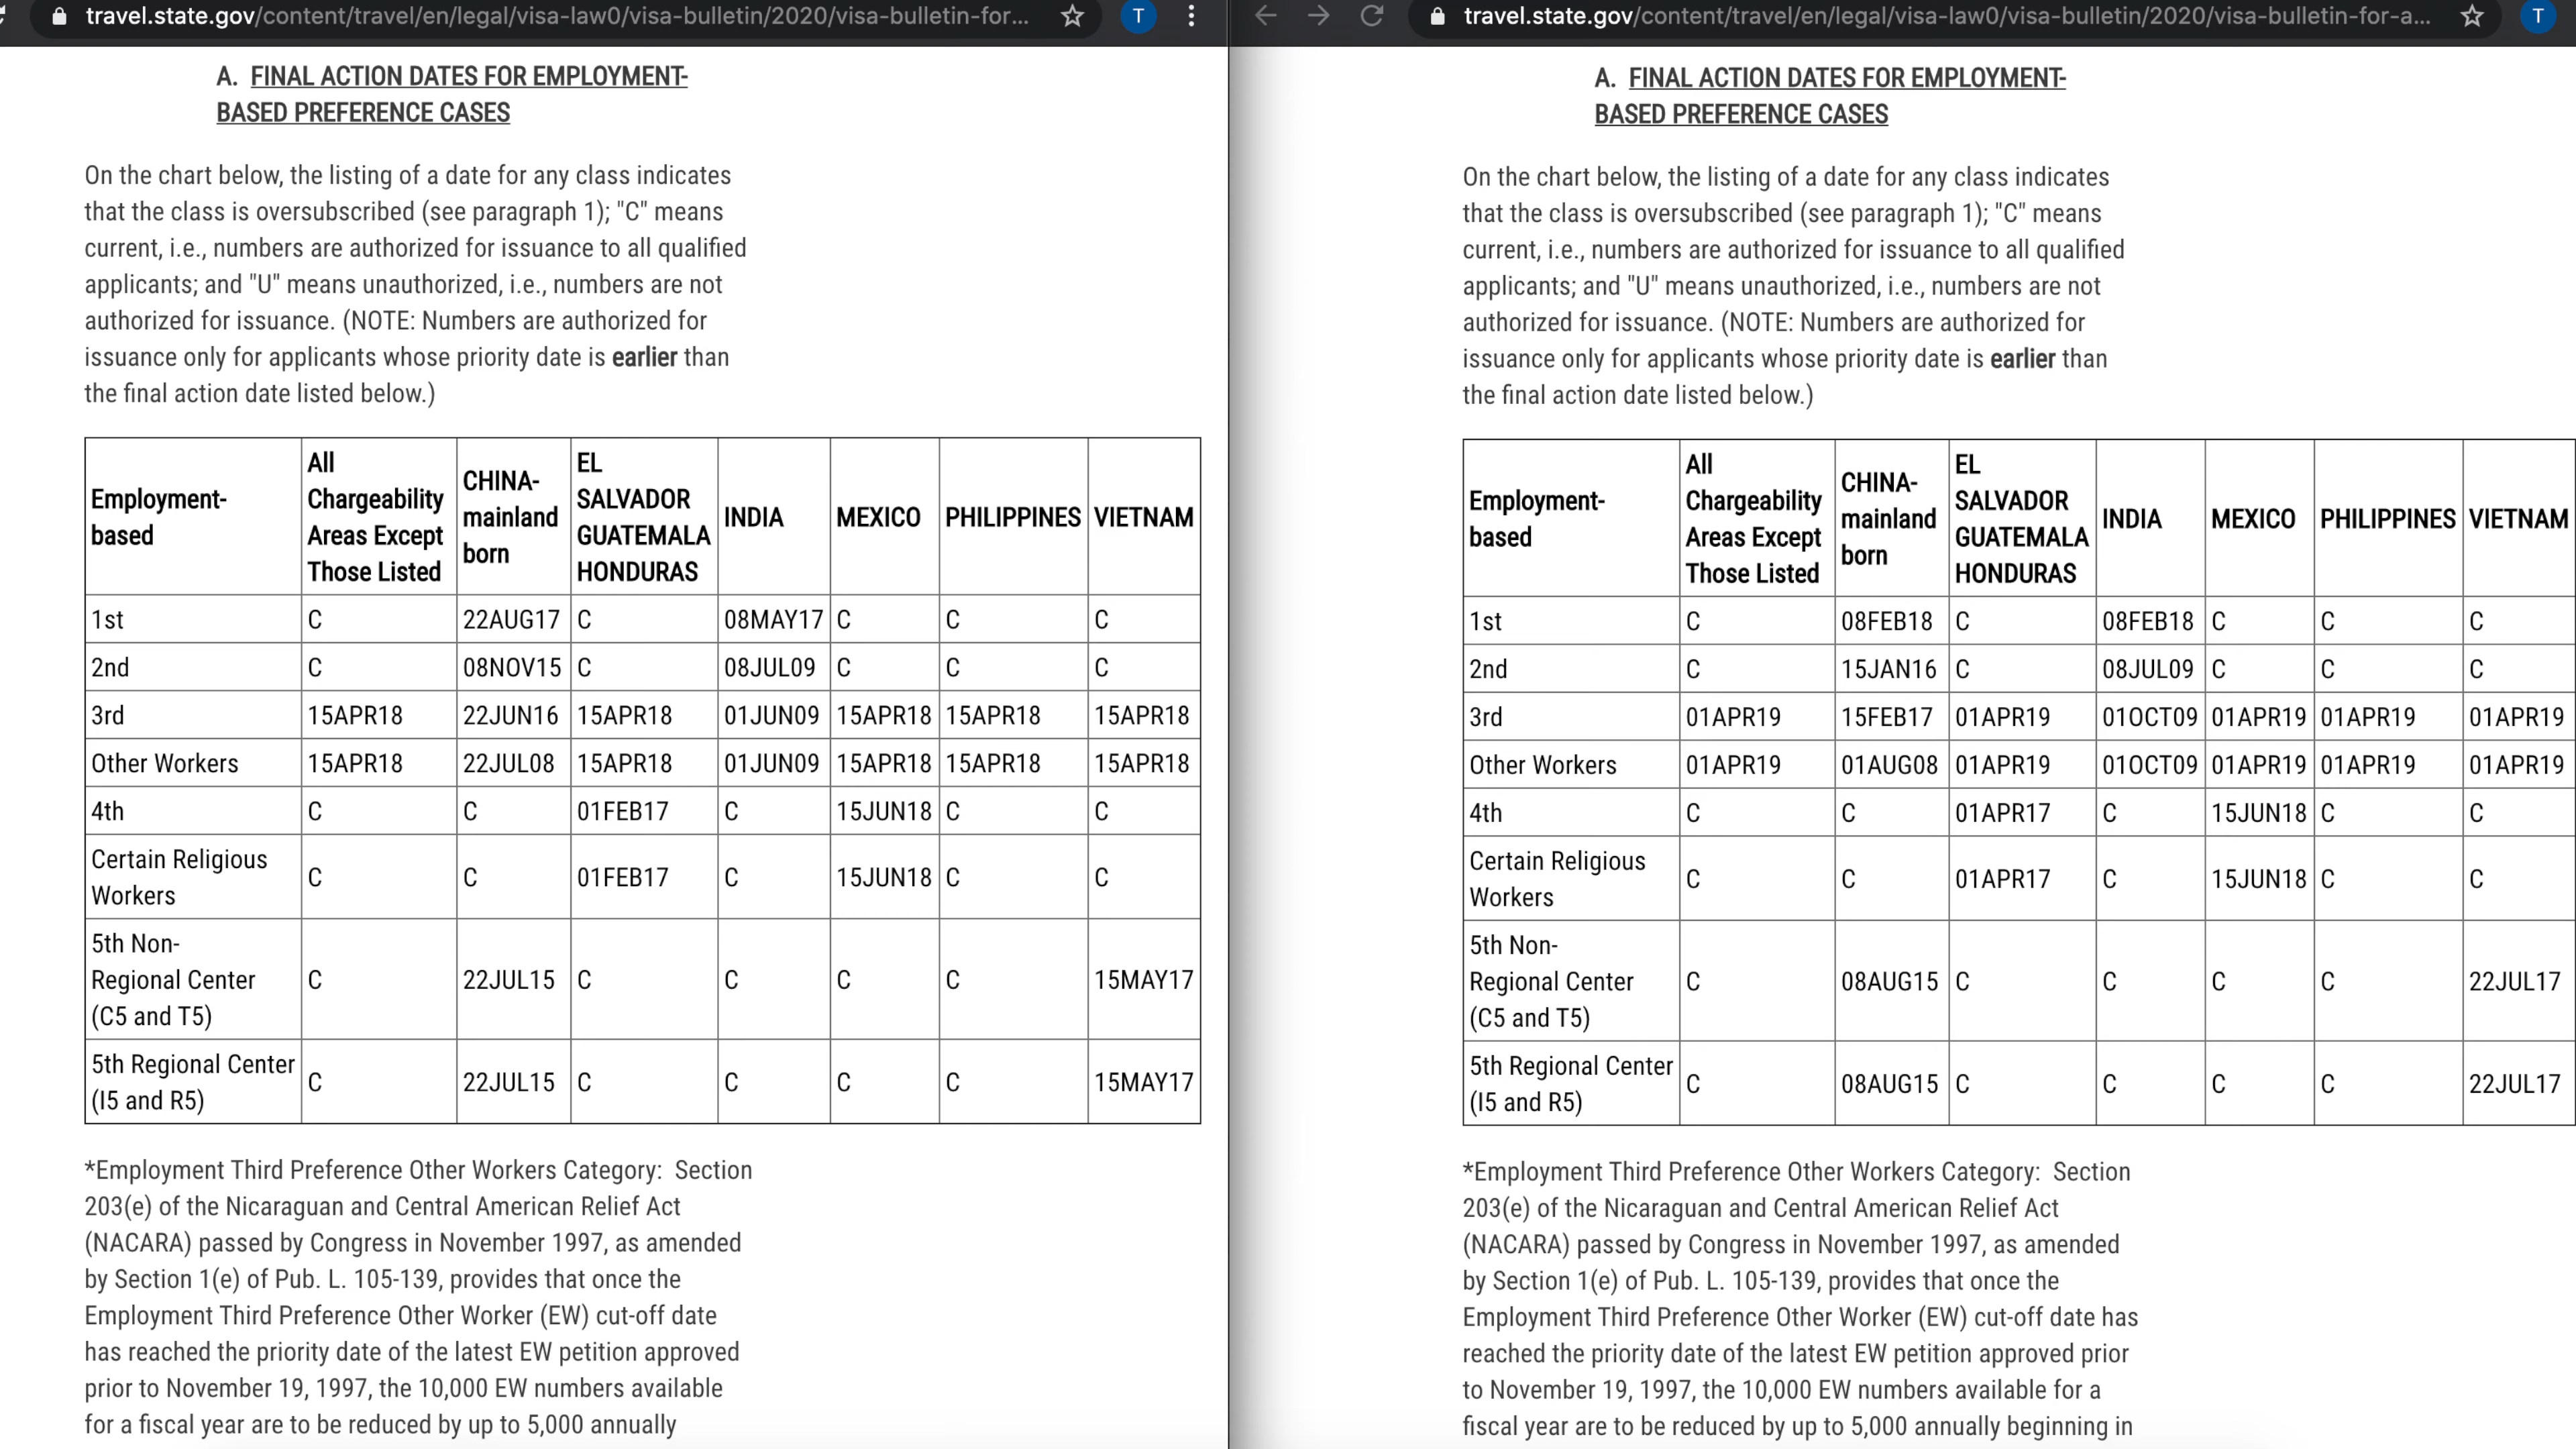 travel.state.gov/content/travel/en/legal/visa-law0/visa-bulletin/2020/visa-bulletin-for...
T
A. FINAL ACTION DATES FOR EMPLOYMENT-
BASED PREFERENCE CASES
On the chart below, the listing of a date for any class indicates
that the class is oversubscribed (see paragraph 1); "C" means
current, i.e., numbers are authorized for issuance to all qualified
applicants; and "U" means unauthorized, i.e., numbers are not
authorized for issuance. (NOTE: Numbers are authorized for
issuance only for applicants whose priority date is earlier than
the final action date listed below.)
Employment-based | All Chargeability Areas Except Those Listed | CHINA-mainland born | EL SALVADOR GUATEMALA HONDURAS | INDIA | MEXICO | PHILIPPINES | VIETNAM
1st | C | 22AUG17 | C | 08MAY17 | C | C | C
2nd | C | 08NOV15 | C | 08JUL09 | C | C | C
3rd | 15APR18 | 22JUN16 | 15APR18 | 01JUN09 | 15APR18 | 15APR18 | 15APR18
Other Workers | 15APR18 | 22JUL08 | 15APR18 | 01JUN09 | 15APR18 | 15APR18 | 15APR18
4th | C | C | 01FEB17 | C | 15JUN18 | C | C
Certain Religious Workers | C | C | 01FEB17 | C | 15JUN18 | C | C
5th Non-Regional Center (C5 and T5) | C | 22JUL15 | C | C | C | C | 15MAY17
5th Regional Center (I5 and R5) | C | 22JUL15 | C | C | C | C | 15MAY17
*Employment Third Preference Other Workers Category: Section
203(e) of the Nicaraguan and Central American Relief Act
(NACARA) passed by Congress in November 1997, as amended
by Section 1(e) of Pub. L. 105-139, provides that once the
Employment Third Preference Other Worker (EW) cut-off date
has reached the priority date of the latest EW petition approved
prior to November 19, 1997, the 10,000 EW numbers available
for a fiscal year are to be reduced by up to 5,000 annually
travel.state.gov/content/travel/en/legal/visa-law0/visa-bulletin/2020/visa-bulletin-for-a...
T
A. FINAL ACTION DATES FOR EMPLOYMENT-
BASED PREFERENCE CASES
On the chart below, the listing of a date for any class indicates
that the class is oversubscribed (see paragraph 1); "C" means
current, i.e., numbers are authorized for issuance to all qualified
applicants; and "U" means unauthorized, i.e., numbers are not
authorized for issuance. (NOTE: Numbers are authorized for
issuance only for applicants whose priority date is earlier than
the final action date listed below.)
Employment-based | All Chargeability Areas Except Those Listed | CHINA-mainland born | EL SALVADOR GUATEMALA HONDURAS | INDIA | MEXICO | PHILIPPINES | VIETNAM
1st | C | 08FEB18 | C | 08FEB18 | C | C | C
2nd | C | 15JAN16 | C | 08JUL09 | C | C | C
3rd | 01APR19 | 15FEB17 | 01APR19 | 01OCT09 | 01APR19 | 01APR19 | 01APR19
Other Workers | 01APR19 | 01AUG08 | 01APR19 | 01OCT09 | 01APR19 | 01APR19 | 01APR19
4th | C | C | 01APR17 | C | 15JUN18 | C | C
Certain Religious Workers | C | C | 01APR17 | C | 15JUN18 | C | C
5th Non-Regional Center (C5 and T5) | C | 08AUG15 | C | C | C | C | 22JUL17
5th Regional Center (I5 and R5) | C | 08AUG15 | C | C | C | C | 22JUL17
*Employment Third Preference Other Workers Category: Section
203(e) of the Nicaraguan and Central American Relief Act
(NACARA) passed by Congress in November 1997, as amended
by Section 1(e) of Pub. L. 105-139, provides that once the
Employment Third Preference Other Worker (EW) cut-off date has
reached the priority date of the latest EW petition approved prior
to November 19, 1997, the 10,000 EW numbers available for a
fiscal year are to be reduced by up to 5,000 annually beginning in